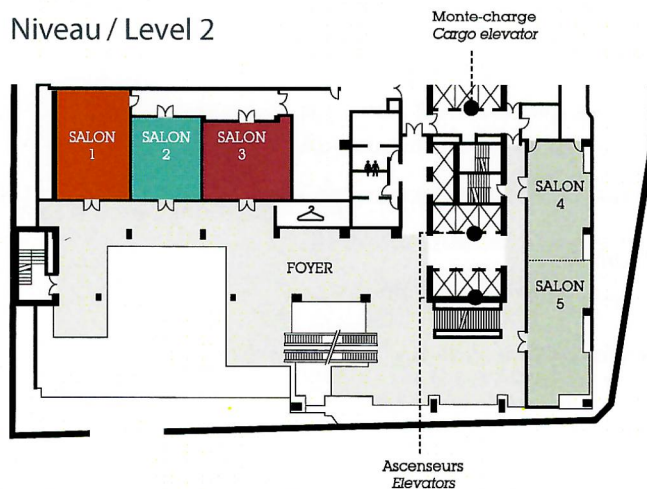 Niveau / Level 2
Monte-charge
Cargo elevator
SALON
1
SALON
2
SALON
3
SALON
4
FOYER
SALON
5
Ascenseurs
Elevators